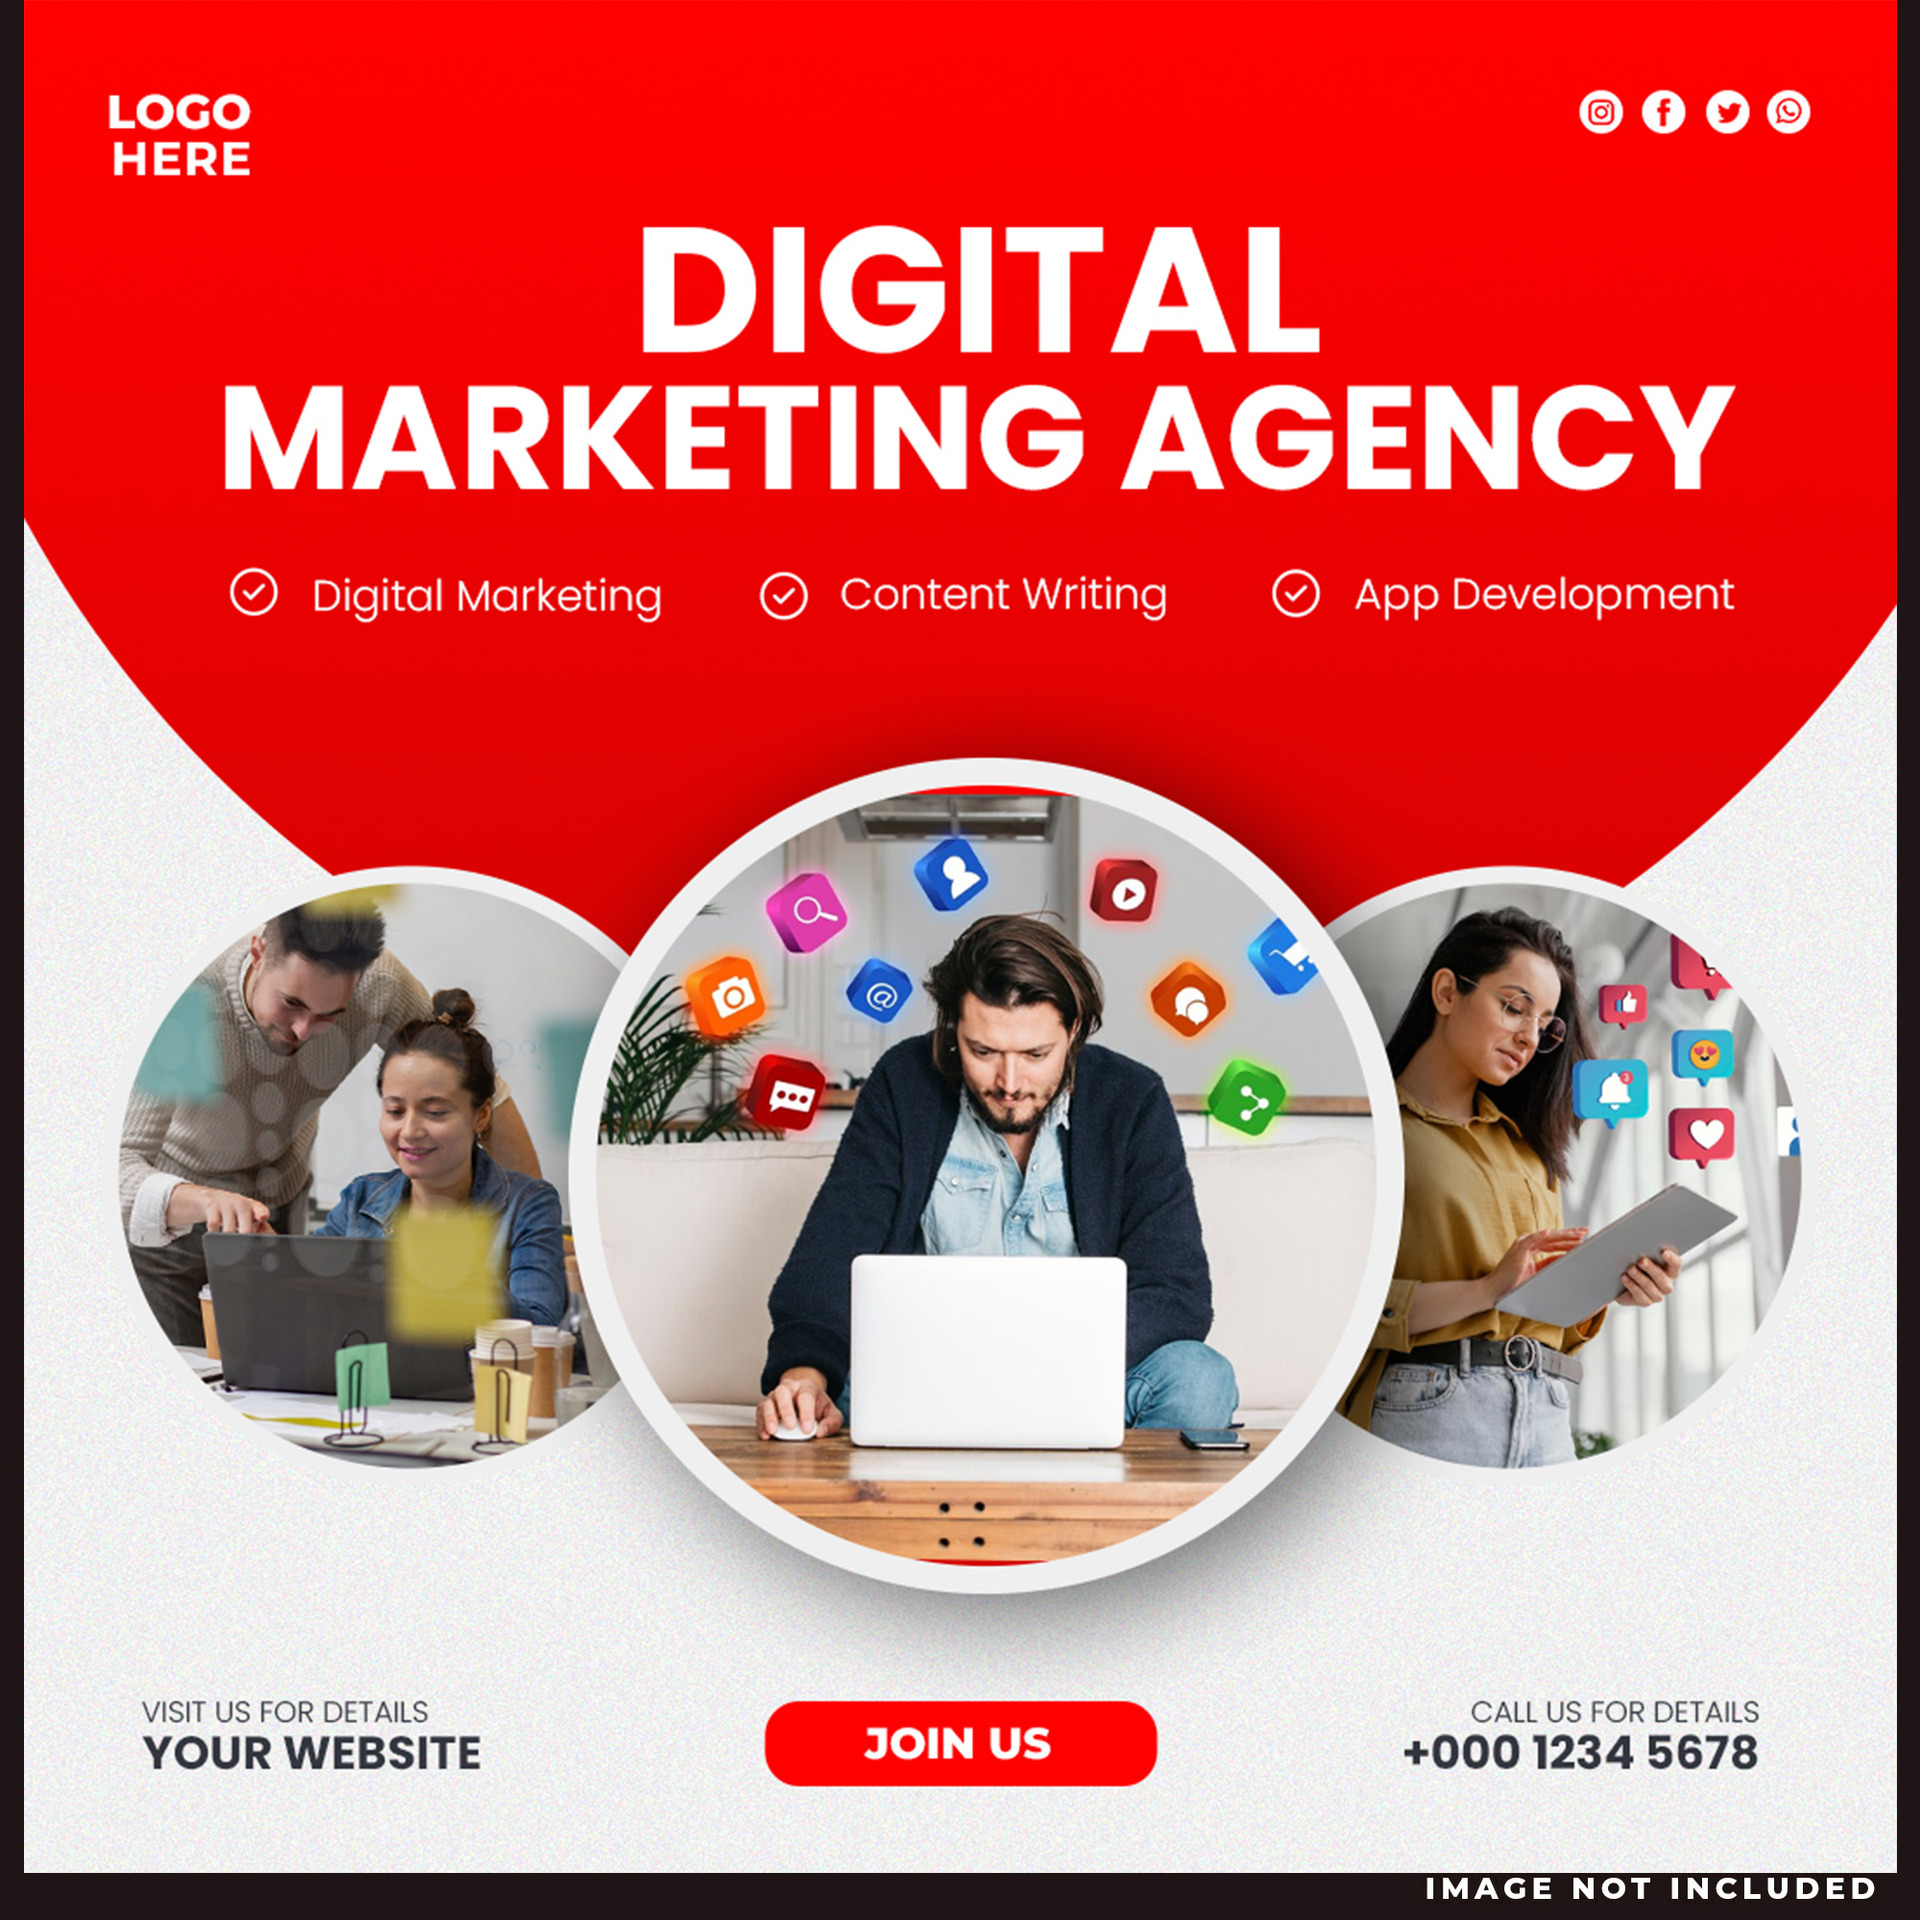 LOGO
HERE
DIGITAL
MARKETING AGENCY
Digital Marketing
Content Writing
App Development
VISIT US FOR DETAILS
YOUR WEBSITE
JOIN US
CALL US FOR DETAILS
+000 1234 5678
IMAGE NOT INCLUDED